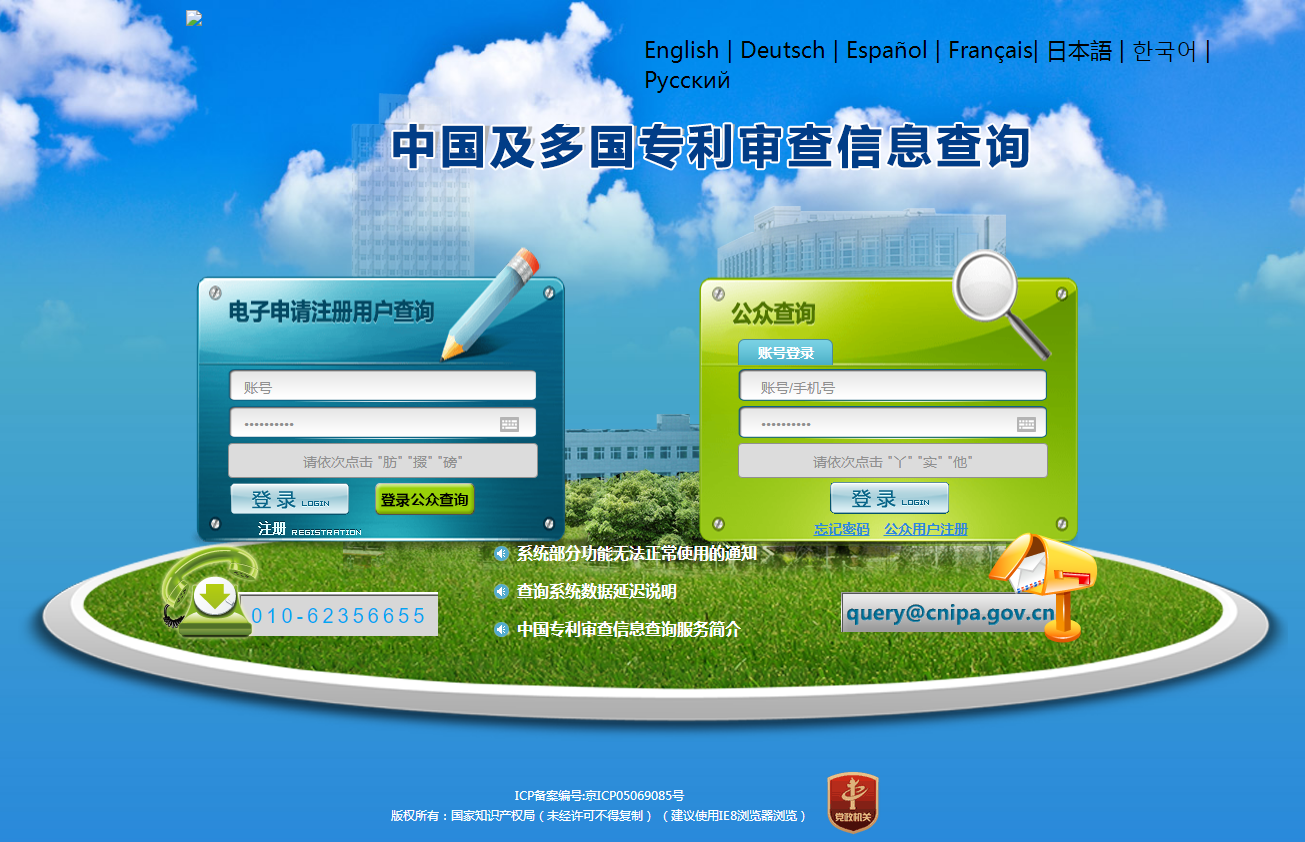 English | Deutsch | Español | Français| 日本語 | 한국어 |
Русский
中国及多国专利审查信息查询
电子申请注册用户查询
账号
请依次点击 "肪" "掇" "磅"
登录 LOGIN
登录公众查询
注册 REGISTRATION
公众查询
账号登录
账号/手机号
请依次点击 "丫" "实" "他"
登录 LOGIN
忘记密码 公众用户注册
系统部分功能无法正常使用的通知
查询系统数据延迟说明
中国专利审查信息查询服务简介
010-62356655
query@cnipa.gov.cn
ICP备案编号:京ICP05069085号
版权所有：国家知识产权局（未经许可不得复制）（建议使用IE8浏览器浏览）
党政机关